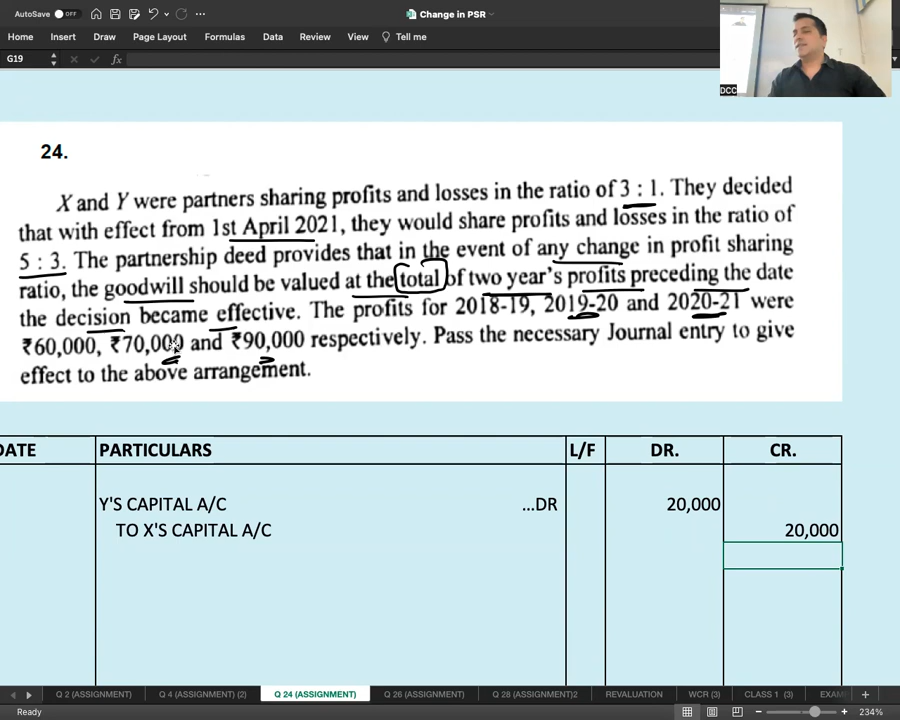 AutoSave OFF ... Change in PSR
Home Insert Draw Page Layout Formulas Data Review View Tell me
G19 fx
DCC
24.
X and Y were partners sharing profits and losses in the ratio of 3 : 1. They decided
that with effect from 1st April 2021, they would share profits and losses in the ratio of
5 : 3. The partnership deed provides that in the event of any change in profit sharing
ratio, the goodwill should be valued at the total of two year's profits preceding the date
the decision became effective. The profits for 2018-19, 2019-20 and 2020-21 were
₹60,000, ₹70,000 and ₹90,000 respectively. Pass the necessary Journal entry to give
effect to the above arrangement.
DATE PARTICULARS L/F DR. CR.
Y'S CAPITAL A/C ...DR 20,000
TO X'S CAPITAL A/C 20,000
Q 2 (ASSIGNMENT) Q 4 (ASSIGNMENT) (2) Q 24 (ASSIGNMENT) Q 26 (ASSIGNMENT) Q 28 (ASSIGNMENT)2 REVALUATION WCR (3) CLASS 1 (3) EXAM +
Ready 234%